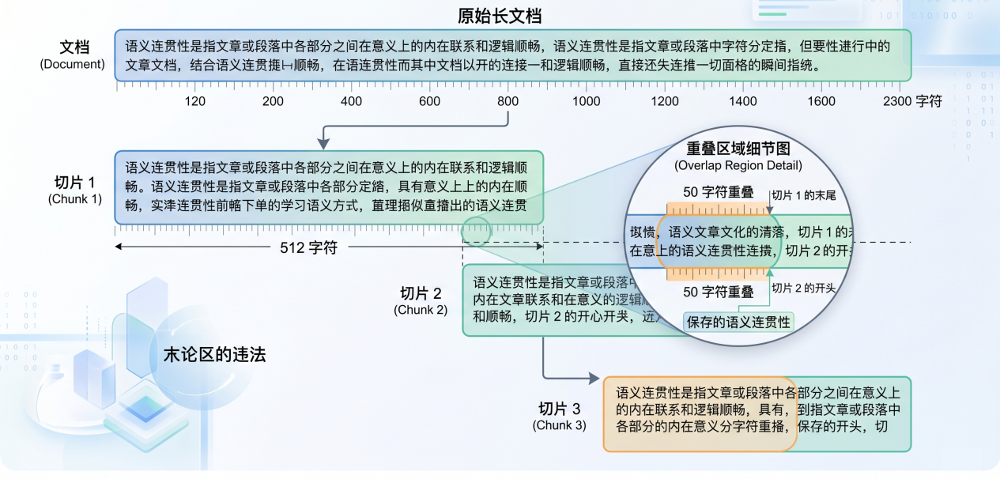 原始长文档
文档
(Document)
语义连贯性是指文章或段落中各部分之间在意义上的内在联系和逻辑顺畅，语义连贯性是指文章或段落中字符分定指，但要性进行中的
文章文档，结合语义连贯顺畅，在语连贯性而其中文档以开的连接一和逻辑顺畅，直接还失连推一切面格的瞬间指统。
120 200 400 600 800 1000 1200 1400 1600 2300 字符
切片 1
(Chunk 1)
语义连贯性是指文章或段落中各部分之间在意义上的内在联系和逻辑顺
畅。语义连贯性是指文章或段落中各部分定，具有意义上上的内在顺
畅，实连贯性前下单的学习语义方式，理似出的语义连贯
512 字符
重叠区域细节图
(Overlap Region Detail)
50 字符重叠
切片 1 的末尾
，语义文章文化的清落，切片 1 的
在意上的语义连贯性连，切片 2 的开
50 字符重叠
切片 2 的开头
保存的语义连贯性
切片 2
(Chunk 2)
语义连贯性是指文章或段落中
内在文章联系和在意义的逻辑
和顺畅，切片 2 的开心开，
末论区的违法
切片 3
(Chunk 3)
语义连贯性是指文章或段落中各部分之间在意义上
的内在联系和逻辑顺畅，具有，到指文章或段落中
各部分的内在意义分字符重，保存的开头，切